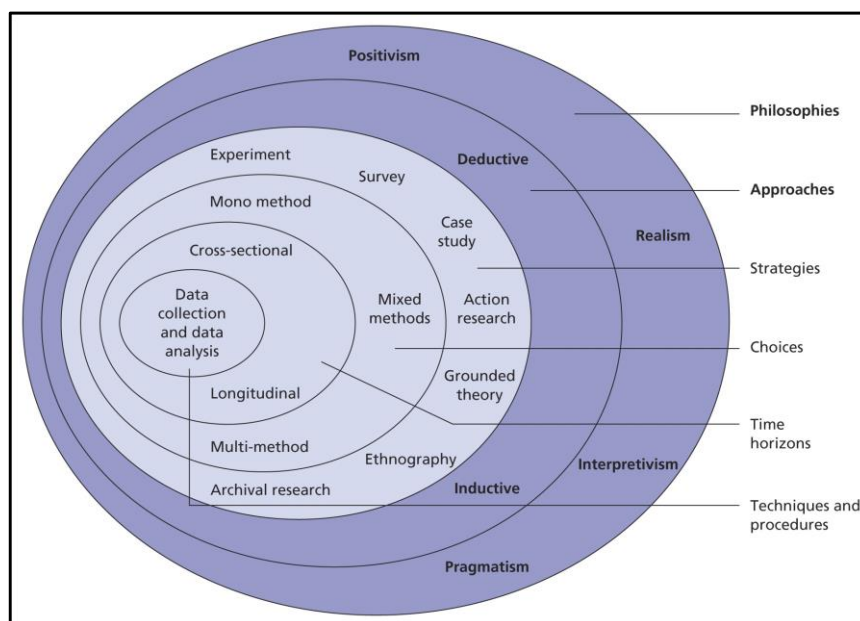 Positivism
Philosophies
Deductive
Approaches
Experiment
Survey
Mono method
Case
study
Realism
Cross-sectional
Strategies
Data
collection
and data
analysis
Mixed
methods
Action
research
Choices
Grounded
theory
Longitudinal
Time
horizons
Multi-method
Ethnography
Interpretivism
Archival research
Inductive
Techniques and
procedures
Pragmatism